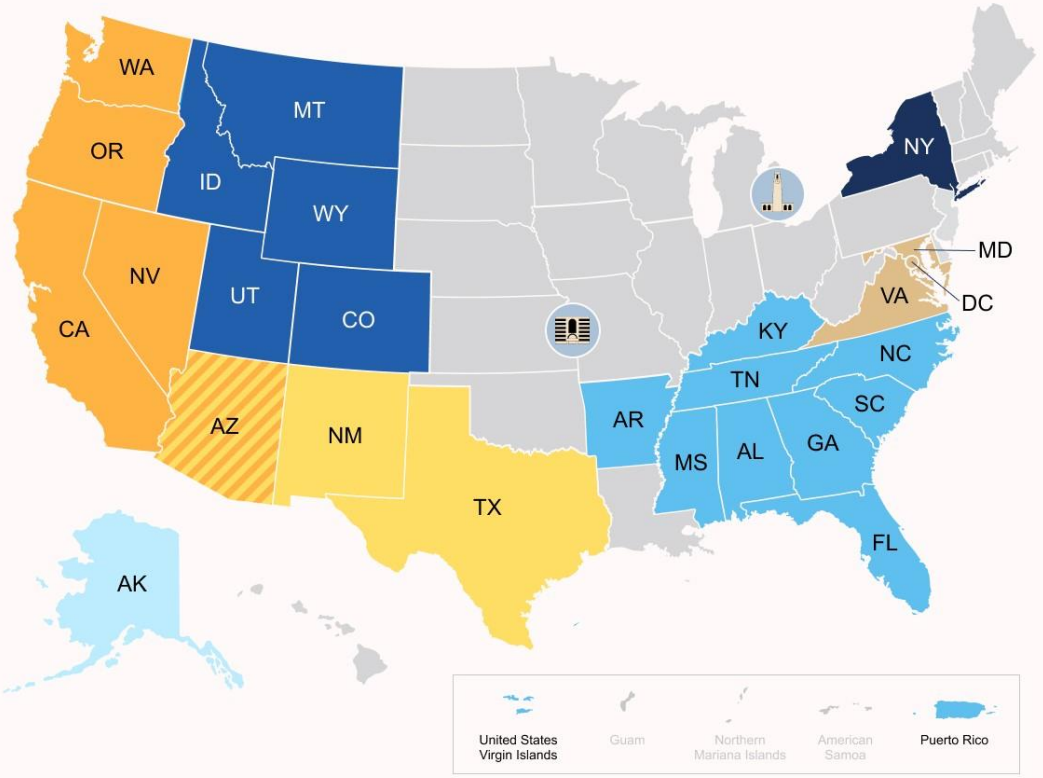 WA
MT
OR
NY
ID
WY
MD
NV
UT
VA
DC
CO
CA
KY
NC
TN
SC
AR
AZ
NM
GA
AL
MS
TX
FL
AK
United States
Virgin Islands
Guam
Northern
Mariana Islands
American
Samoa
Puerto Rico